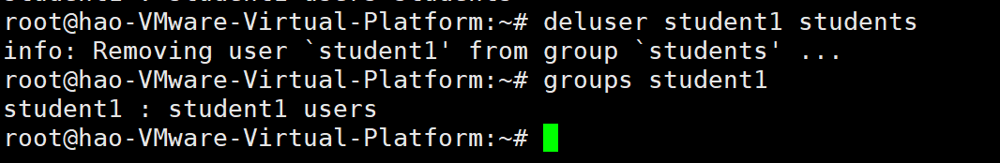 root@hao-VMware-Virtual-Platform:~# deluser student1 students
info: Removing user `student1' from group `students' ...
root@hao-VMware-Virtual-Platform:~# groups student1
student1 : student1 users
root@hao-VMware-Virtual-Platform:~#